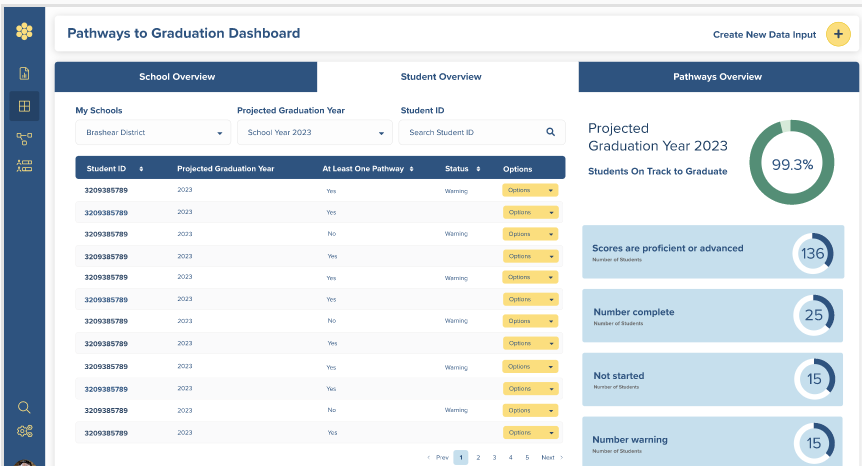 Pathways to Graduation Dashboard
Create New Data Input
School Overview
Student Overview
Pathways Overview
My Schools
Projected Graduation Year
Student ID
Brashear District
School Year 2023
Search Student ID
Student ID Projected Graduation Year At Least One Pathway Status Options
3209385789 2023 Yes Warning Options
3209385789 2023 Yes Options
3209385789 2023 No Warning Options
3209385789 2023 Yes Options
3209385789 2023 Yes Warning Options
3209385789 2023 Yes Options
3209385789 2023 No Warning Options
3209385789 2023 Yes Options
3209385789 2023 Yes Warning Options
3209385789 2023 Yes Options
3209385789 2023 No Warning Options
3209385789 2023 Yes Options
‹ Prev 1 2 3 4 5 Next ›
Projected
Graduation Year 2023
Students On Track to Graduate
99.3%
Scores are proficient or advanced
Number of Students
136
Number complete
Number of Students
25
Not started
Number of Students
15
Number warning
Number of Students
15